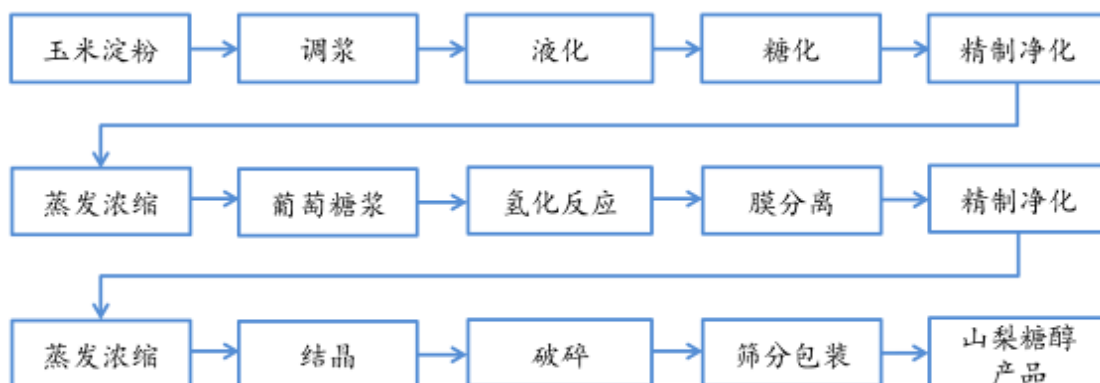 玉米淀粉
调浆
液化
糖化
精制净化
蒸发浓缩
葡萄糖浆
氢化反应
膜分离
精制净化
蒸发浓缩
结晶
破碎
筛分包装
山梨糖醇
产品